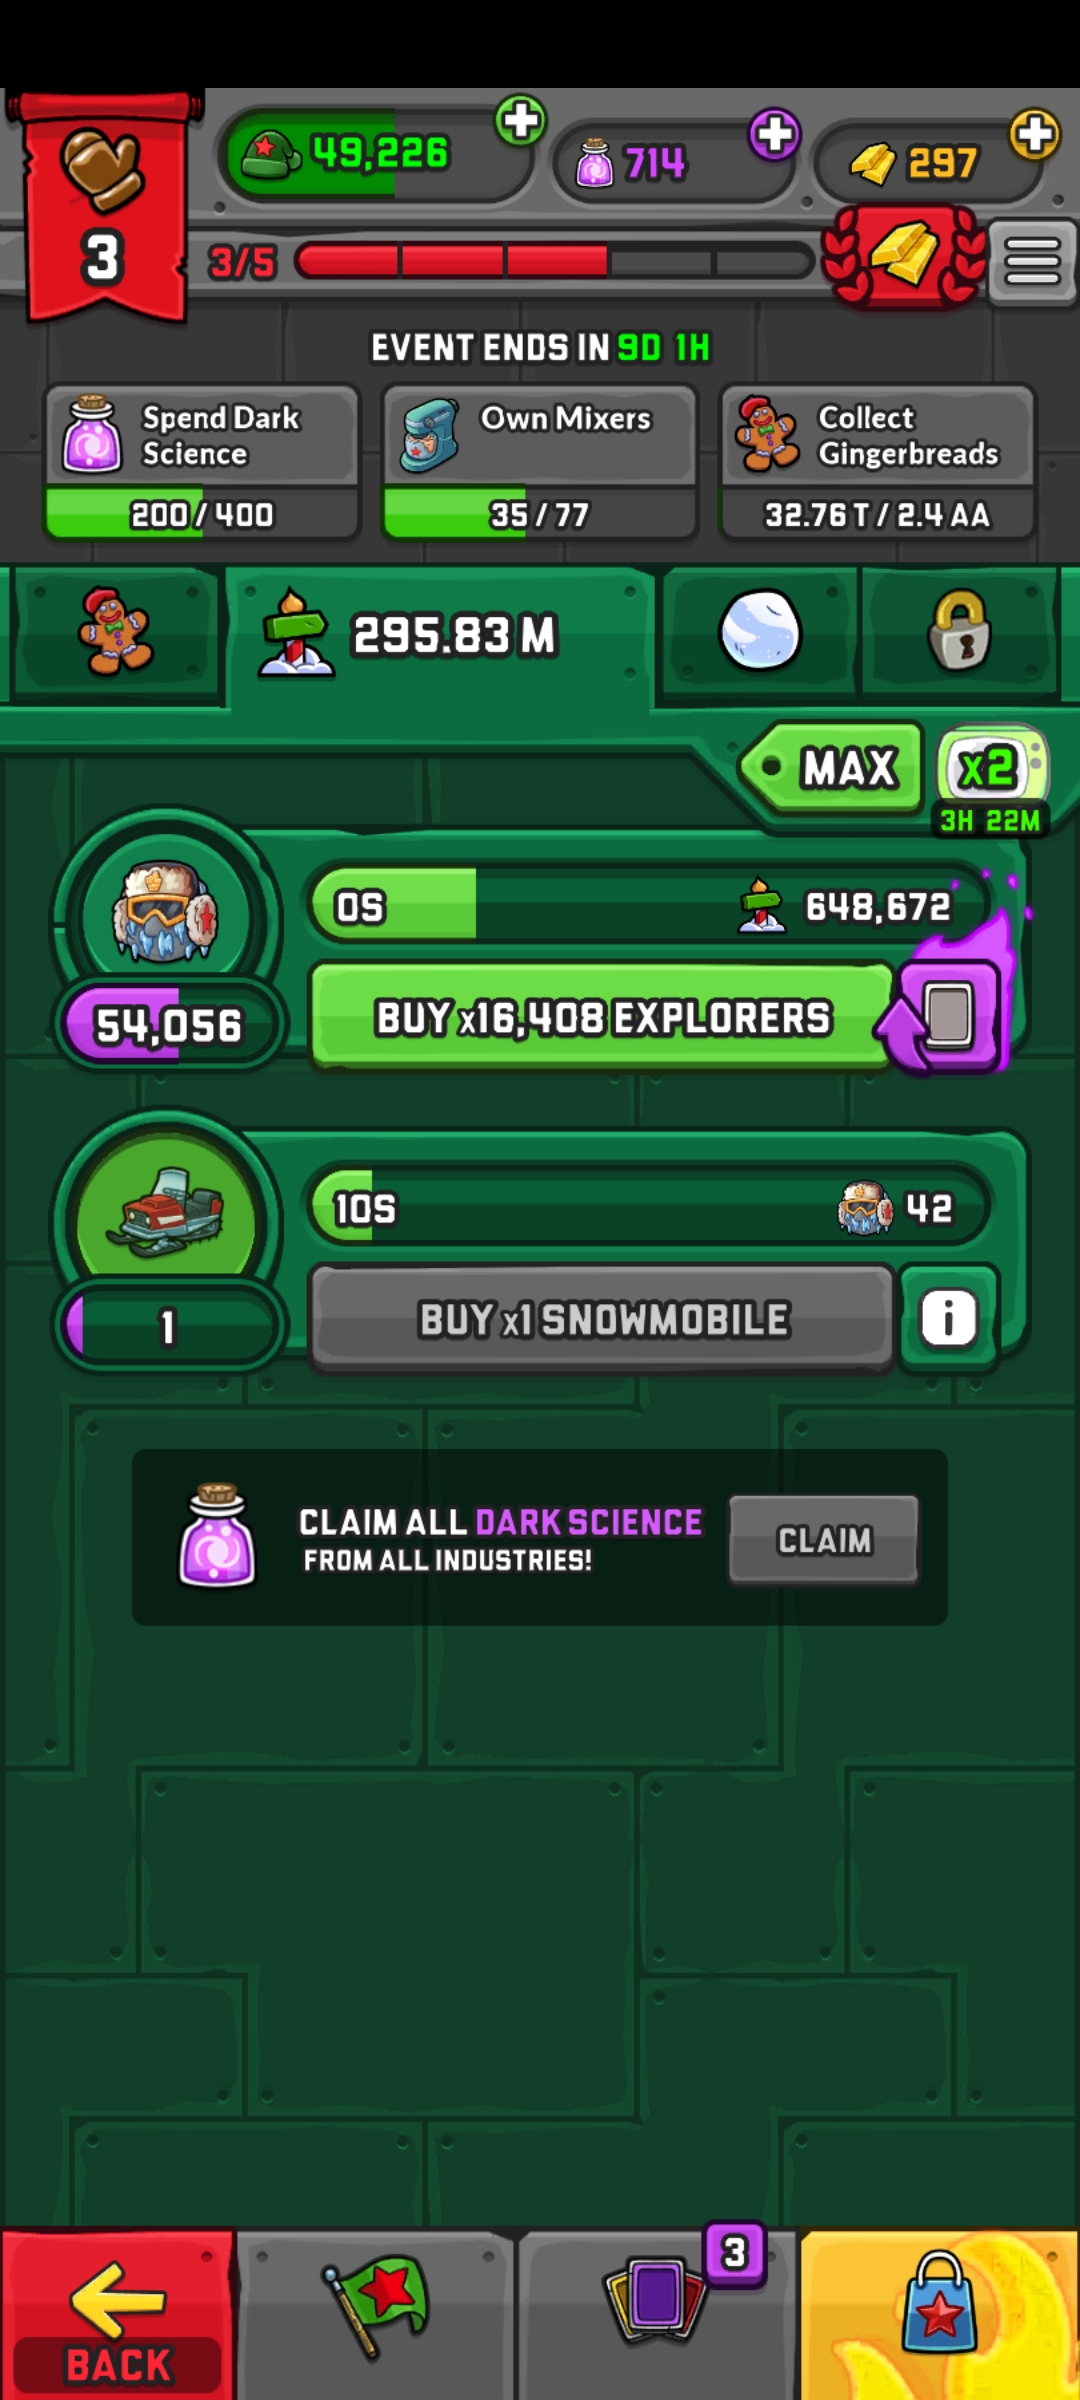 49,226
714
297
3
3/5
EVENT ENDS IN 9D 1H
Spend Dark
Science
200 / 400
Own Mixers
35 / 77
Collect
Gingerbreads
32.76 T / 2.4 AA
295.83 M
MAX
x2
3H 22M
0S
648,672
54,056
BUY x16,408 EXPLORERS
10S
42
1
BUY x1 SNOWMOBILE
i
CLAIM ALL DARK SCIENCE
FROM ALL INDUSTRIES!
CLAIM
3
BACK